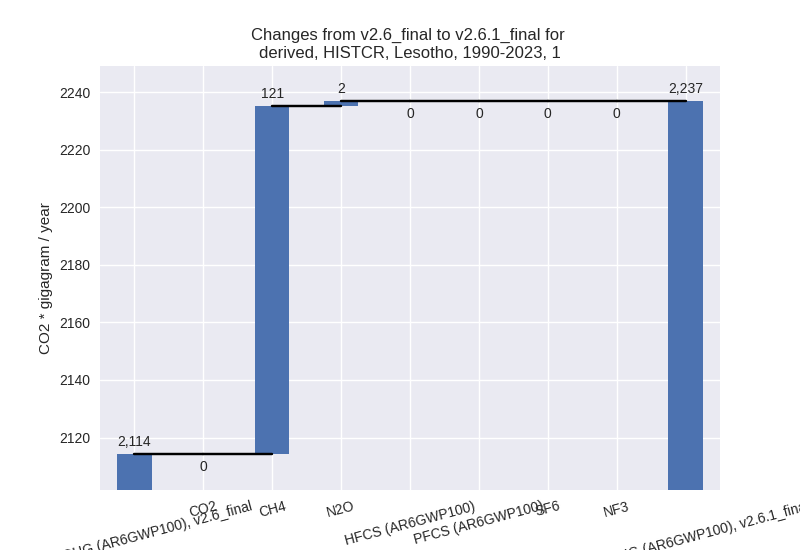 Changes from v2.6_final to v2.6.1_final for
derived, HISTCR, Lesotho, 1990-2023, 1
CO2 * gigagram / year
2240
2220
2200
2180
2160
2140
2120
2,114
0
121
2
0
0
0
0
2,237
(AR6GWP100), v2.6_final
CO2
CH4
N2O
HFCS (AR6GWP100)
PFCS (AR6GWP100)
SF6
NF3
(AR6GWP100), v2.6.1_final